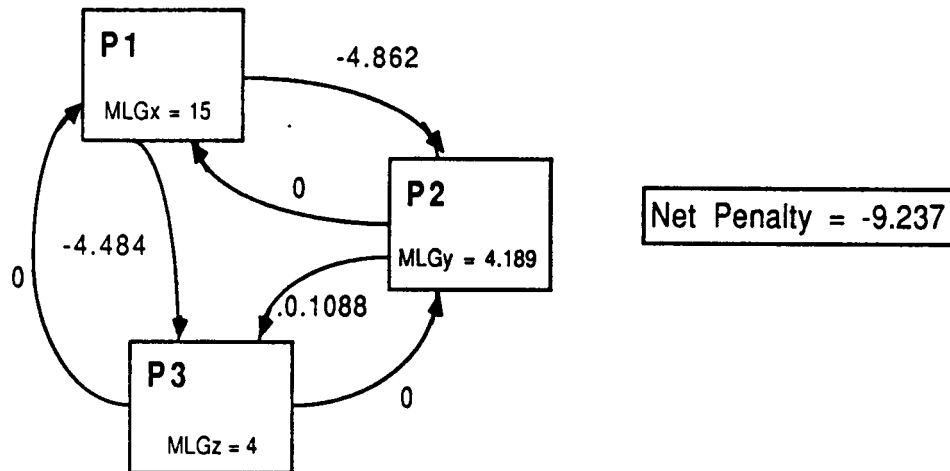 P1
MLGx = 15
-4.862
0
P2
MLGy = 4.189
Net Penalty = -9.237
-4.484
0
.0.1088
P3
MLGz = 4
0